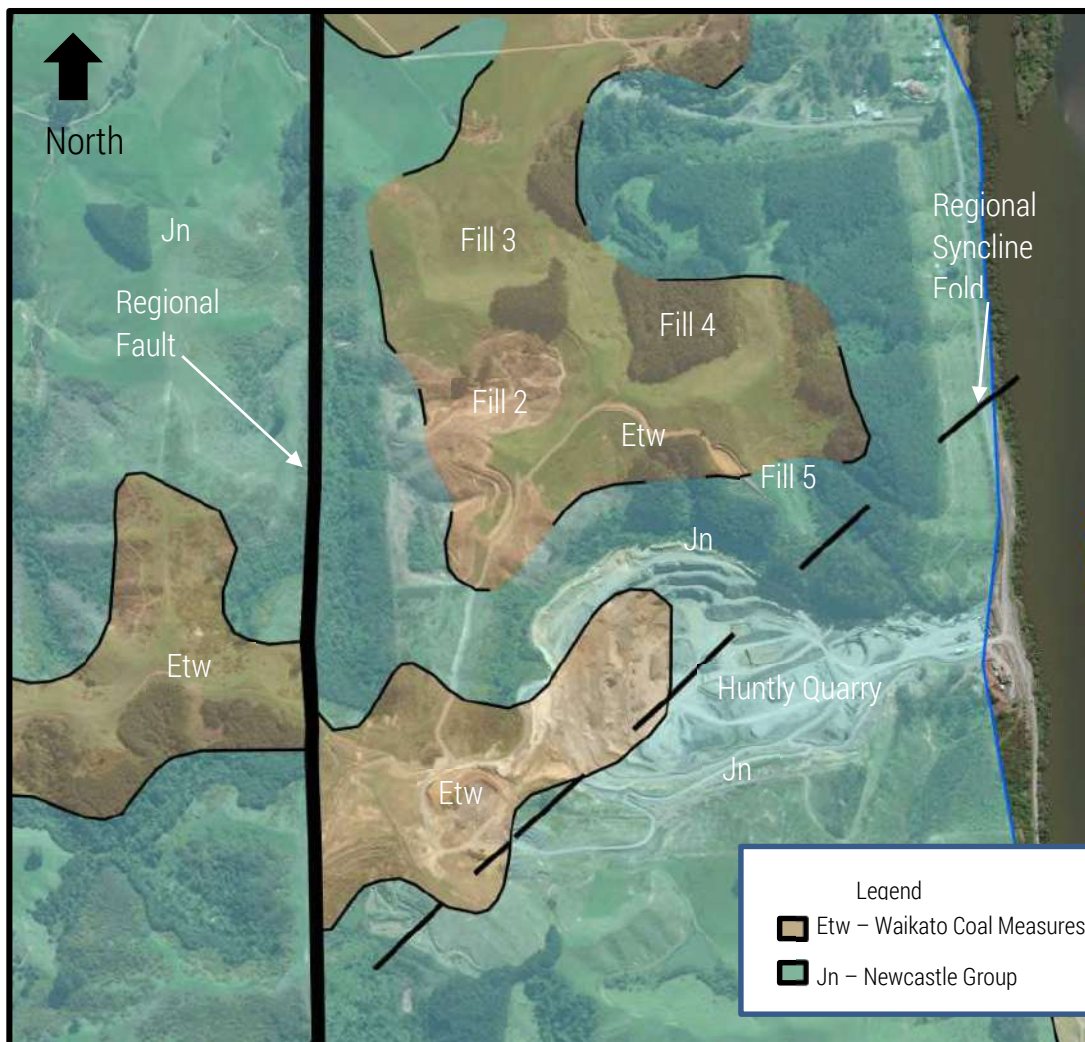 North
Jn
Regional
Fault
Fill 3
Fill 4
Fill 2
Etw
Fill 5
Regional
Syncline
Fold
Jn
Etw
Huntly Quarry
Jn
Etw
Legend
Etw – Waikato Coal Measures
Jn – Newcastle Group